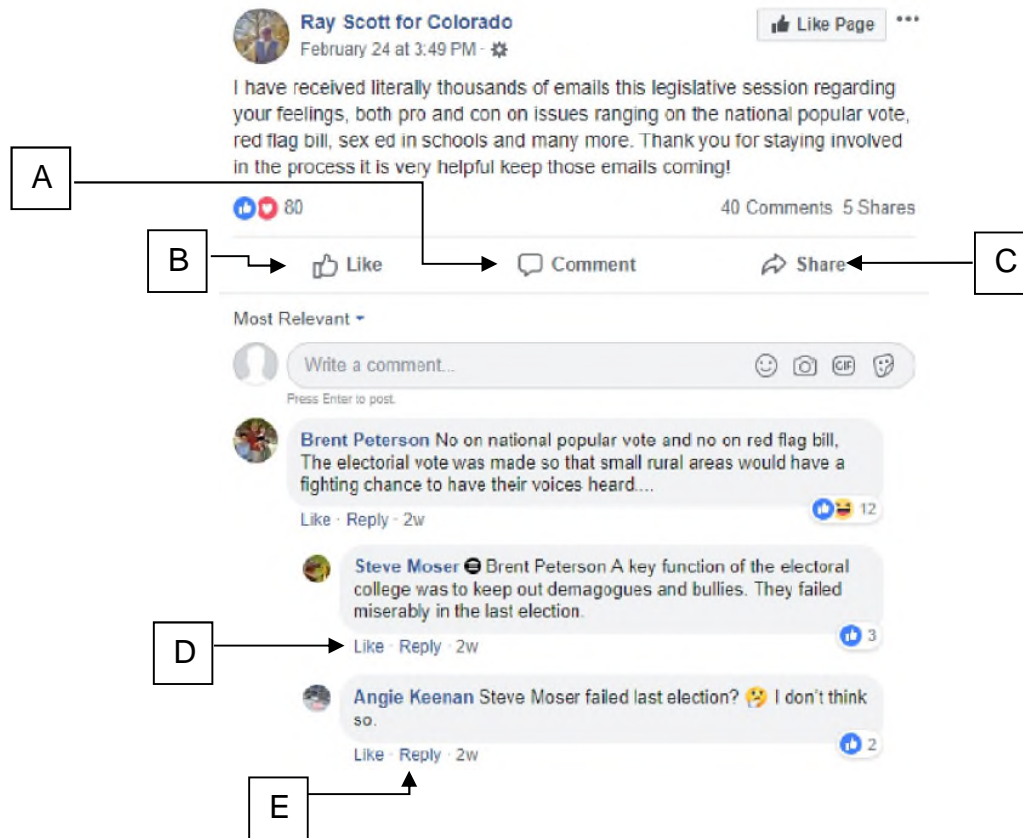 Ray Scott for Colorado
Like Page
February 24 at 3:49 PM ·
I have received literally thousands of emails this legislative session regarding
your feelings, both pro and con on issues ranging on the national popular vote,
red flag bill, sex ed in schools and many more. Thank you for staying involved
in the process it is very helpful keep those emails coming!
A
80
40 Comments 5 Shares
B
Like
Comment
Share
C
Most Relevant
Write a comment...
GIF
Press Enter to post.
Brent Peterson No on national popular vote and no on red flag bill,
The electorial vote was made so that small rural areas would have a
fighting chance to have their voices heard....
12
Like · Reply · 2w
Steve Moser Brent Peterson A key function of the electoral
college was to keep out demagogues and bullies. They failed
miserably in the last election.
3
D
Like · Reply · 2w
Angie Keenan Steve Moser failed last election? 🤔 I don't think
so.
2
Like · Reply · 2w
E